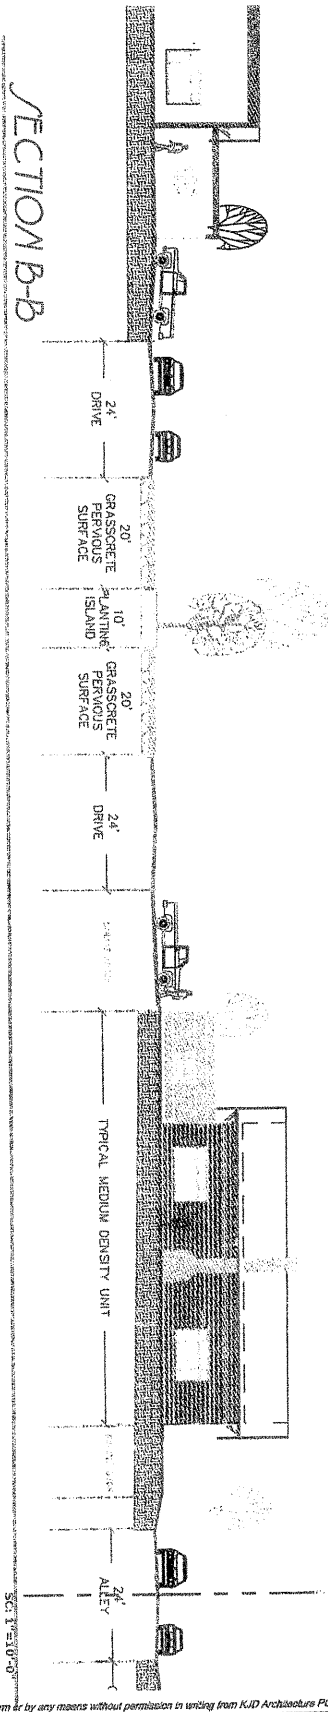 SECTION B-B
24'
DRIVE
20'
GRASSCRETE
PERVIOUS
SURFACE
10'
PLANTING
ISLAND
20'
GRASSCRETE
PERVIOUS
SURFACE
24'
DRIVE
TYPICAL MEDIUM DENSITY UNIT
24'
ALLEY
SC: 1"=10'-0"
or by any means without permission in writing from KJD Architecture